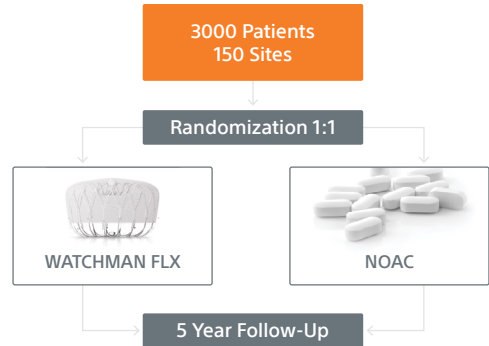 3000 Patients
150 Sites
Randomization 1:1
WATCHMAN FLX
NOAC
5 Year Follow-Up